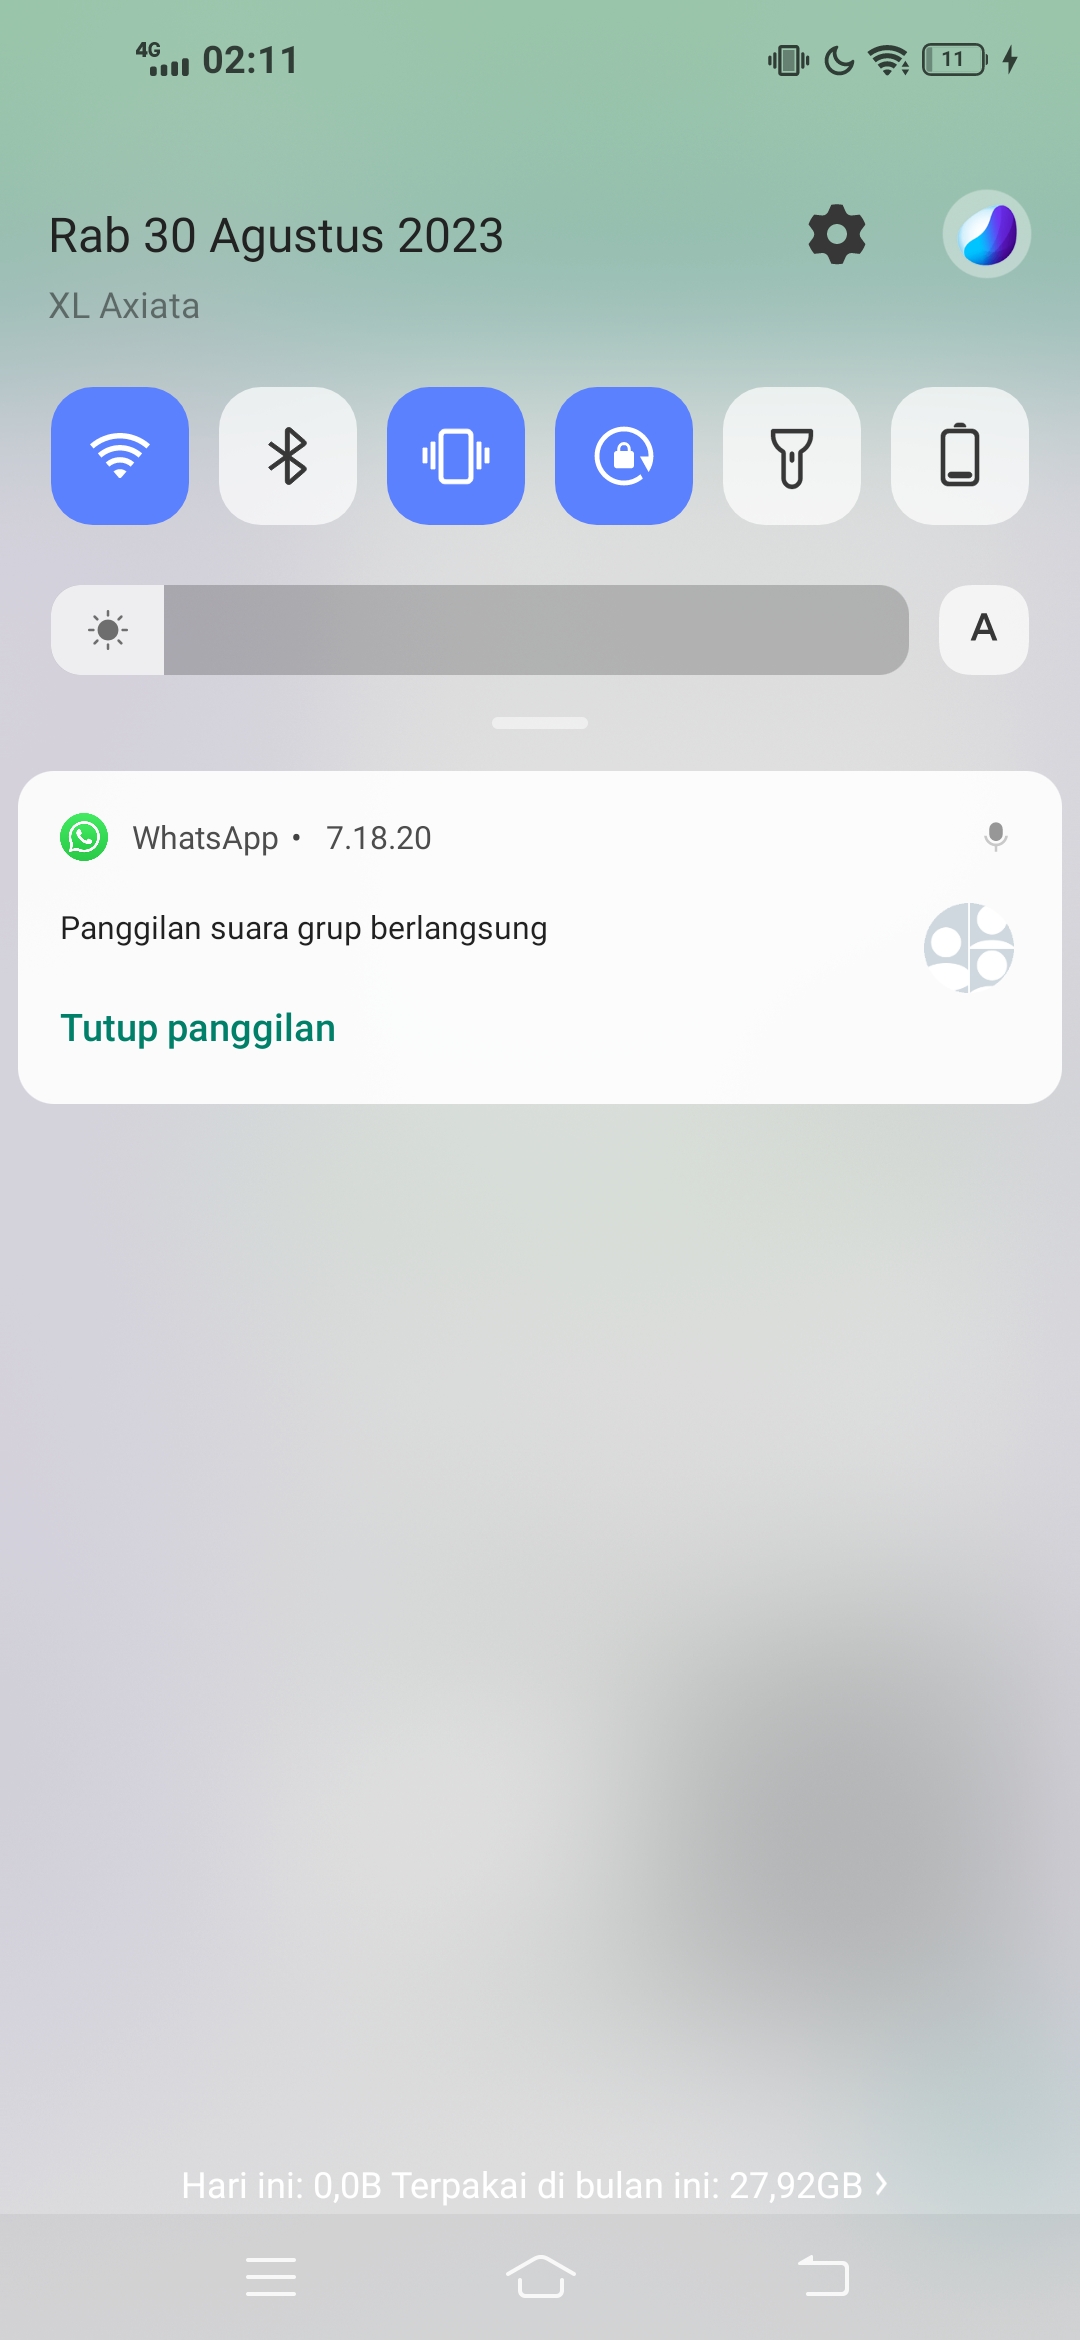 4G 02:11 11
Rab 30 Agustus 2023
XL Axiata
A
WhatsApp • 7.18.20
Panggilan suara grup berlangsung
Tutup panggilan
Hari ini: 0,0B Terpakai di bulan ini: 27,92GB